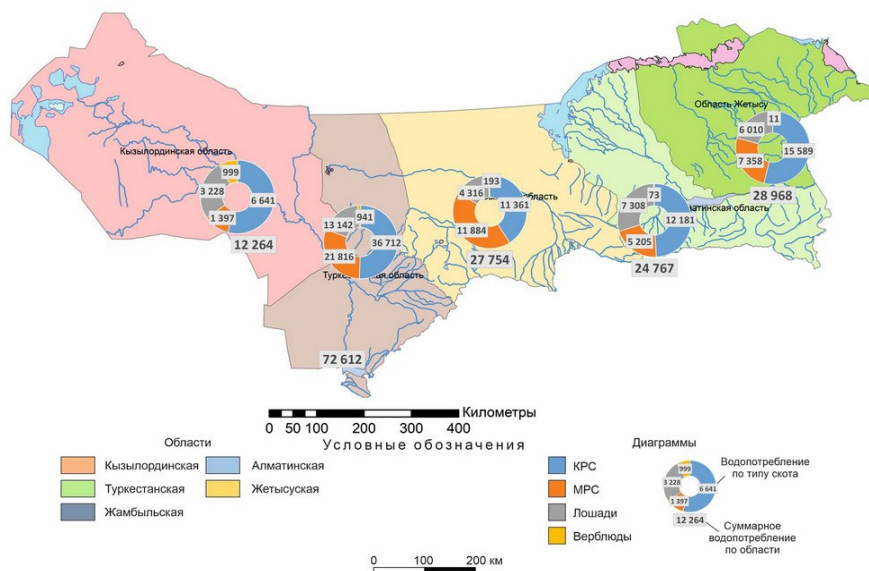 Область Жетысу
11
6 010
15 589
7 358
28 968
Кызылординская область
999
3 228
6 641
1 397
12 264
193
4 316
область
11 361
11 884
27 754
73
7 308
12 181
5 205
24 767
941
13 142
36 712
21 816
область
72 612
Километры
0 50 100 200 300 400
Условные обозначения
Области
Кызылординская
Алматинская
Туркестанская
Жетысуская
Жамбыльская
Диаграммы
КРС
МРС
Лошади
Верблюды
999
3 228
6 641
1 397
12 264
Водопотребление
по типу скота
Суммарное
водопотребление
по области
0 100 200 км